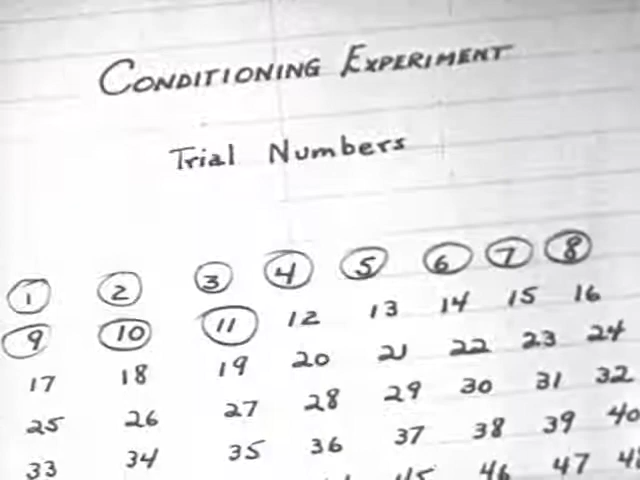 CONDITIONING EXPERIMENT
Trial Numbers
1 2 3 4 5 6 7 8
9 10 11 12 13 14 15 16
17 18 19 20 21 22 23 24
25 26 27 28 29 30 31 32
33 34 35 36 37 38 39 40
45 46 47 48